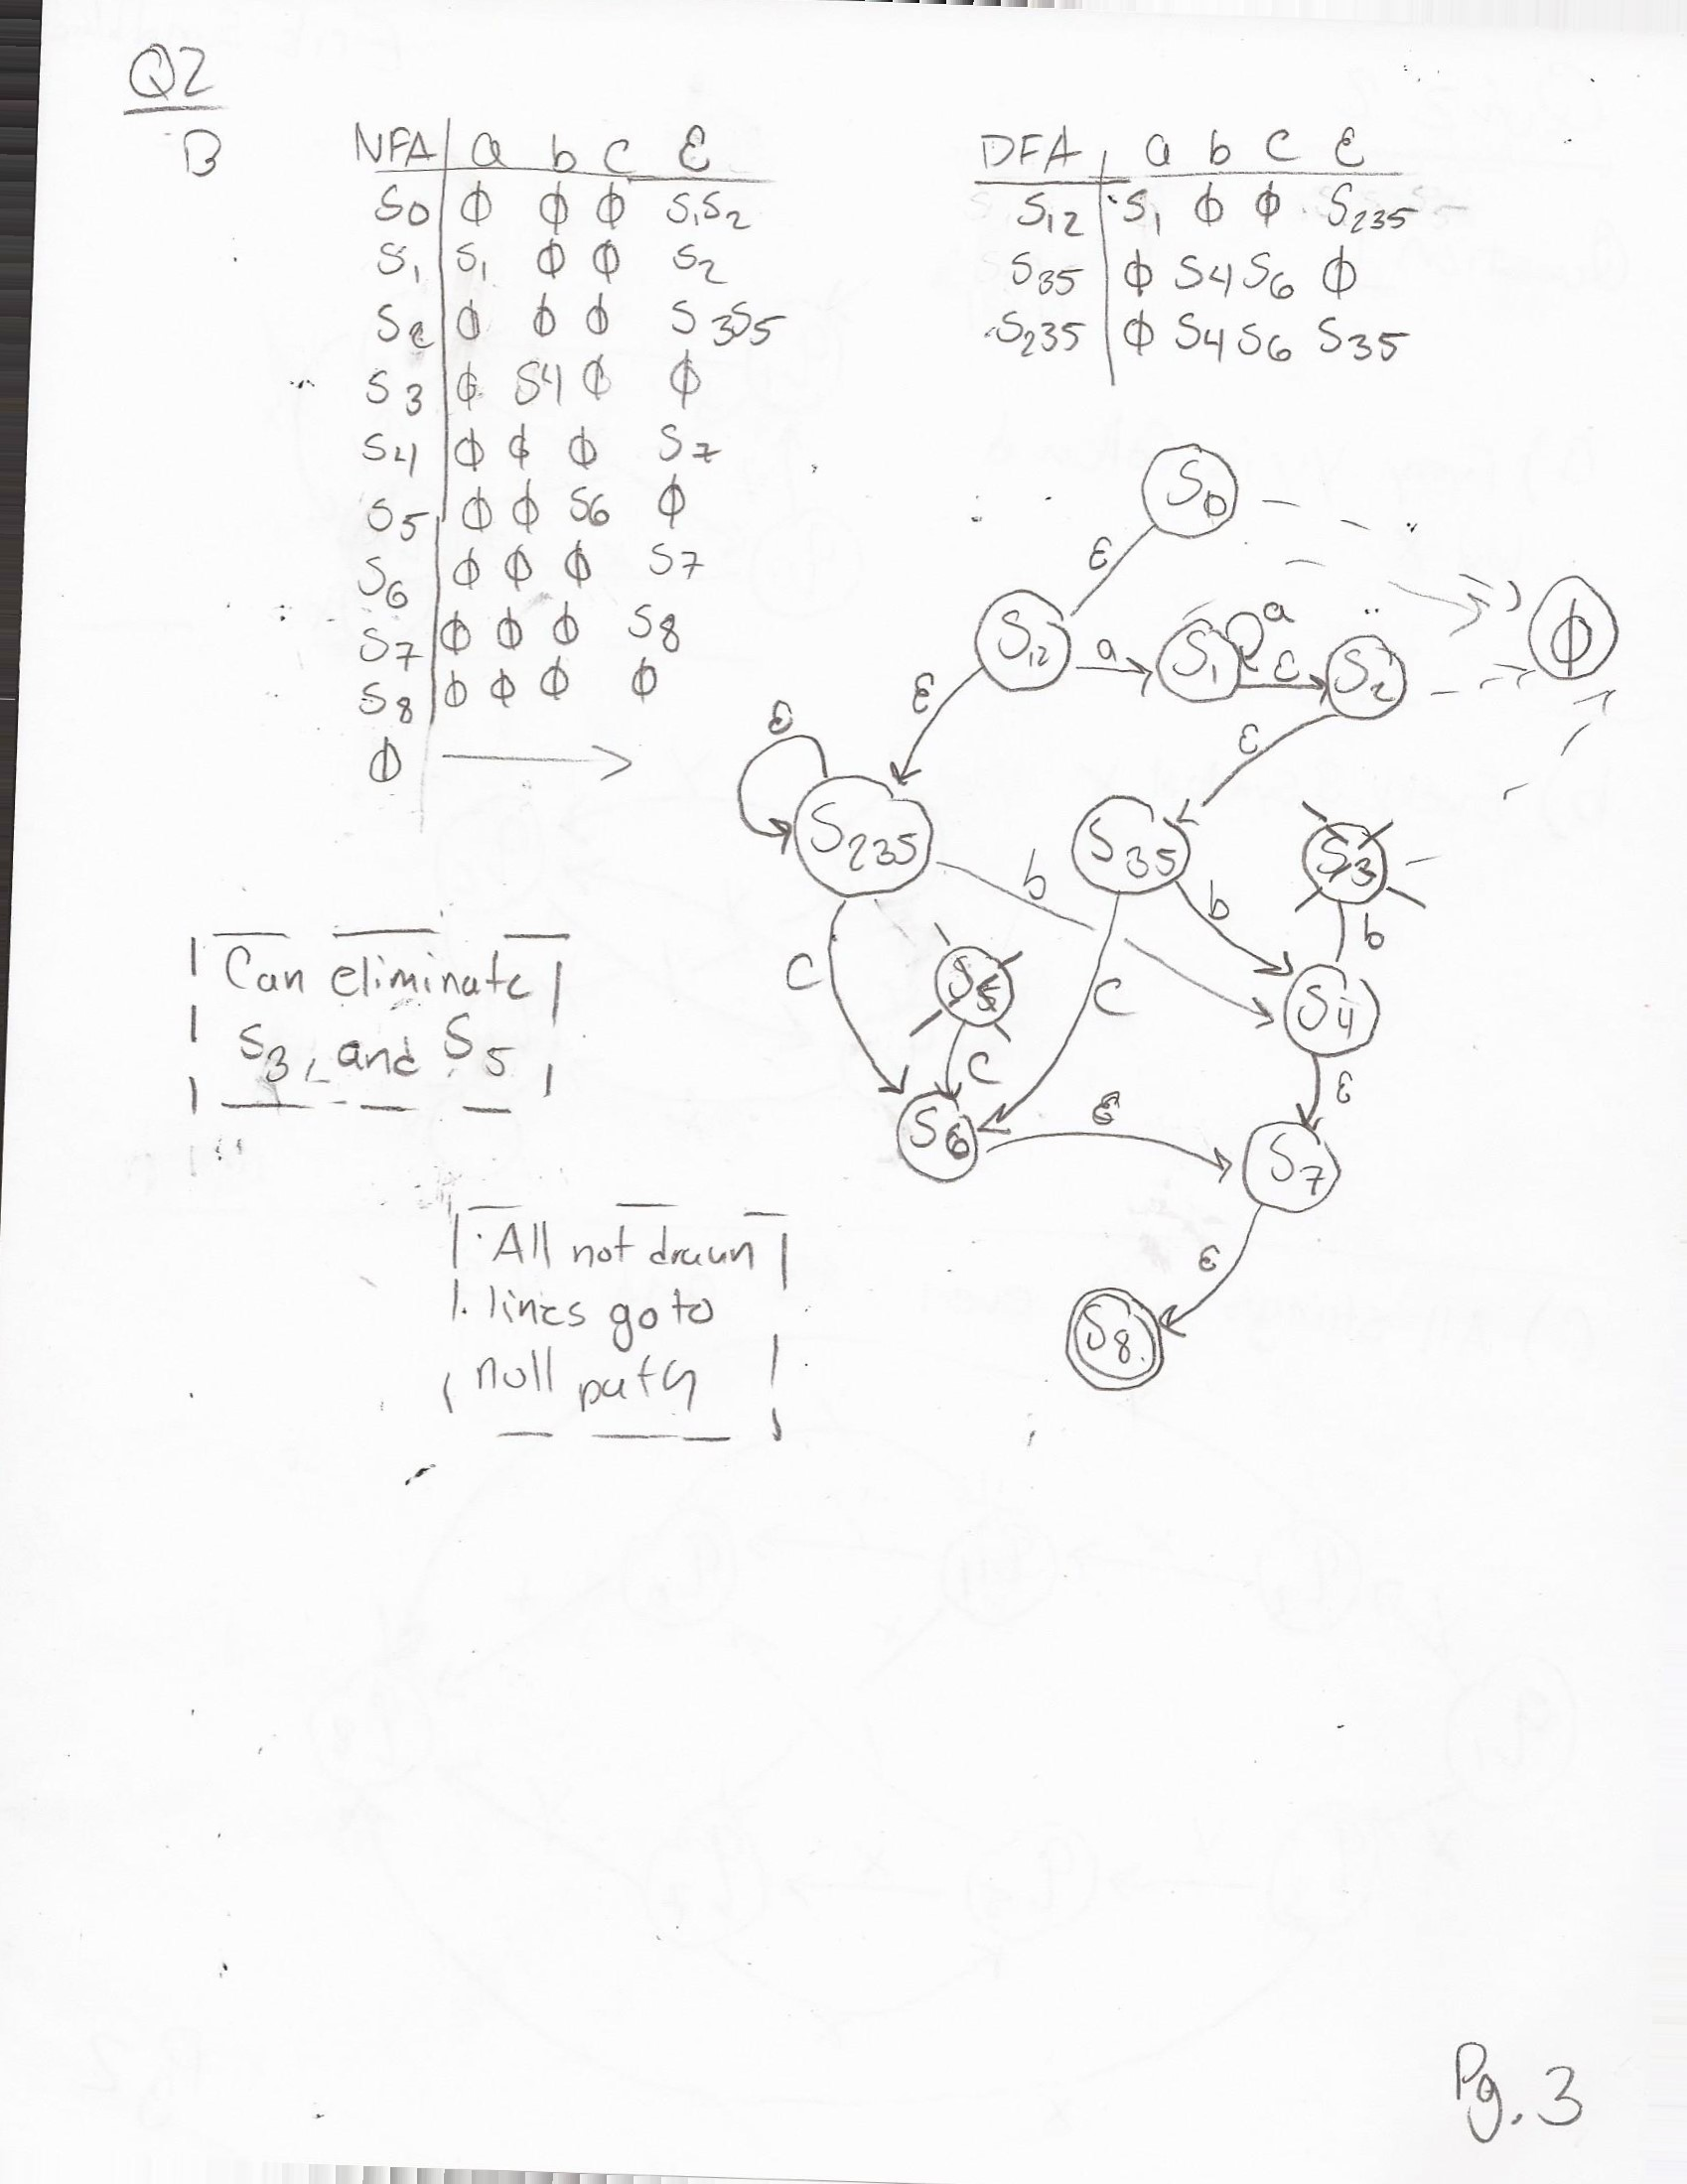 Q2
B
NFA a b c ε
S0 ϕ ϕ ϕ S1S2
S1 S1 ϕ ϕ S2
S2 ϕ ϕ ϕ S3S5
S3 ϕ S4 ϕ ϕ
S4 ϕ ϕ ϕ S7
S5 ϕ ϕ S6 ϕ
S6 ϕ ϕ ϕ S7
S7 ϕ ϕ ϕ S8
S8 ϕ ϕ ϕ ϕ
ϕ
DFA a b c ε
S12 S1 ϕ ϕ S235
S35 ϕ S4 S6 ϕ
S235 ϕ S4 S6 S35
S0
ε
S12 a S1 a ε S2 ϕ
ε ε
ε
S235 b S35 b S3 b
C S5 C C S4
S6 ε ε S7
ε
S8
Can eliminate
S3, and S5
All not drawn
lines go to
null path
Pg. 3